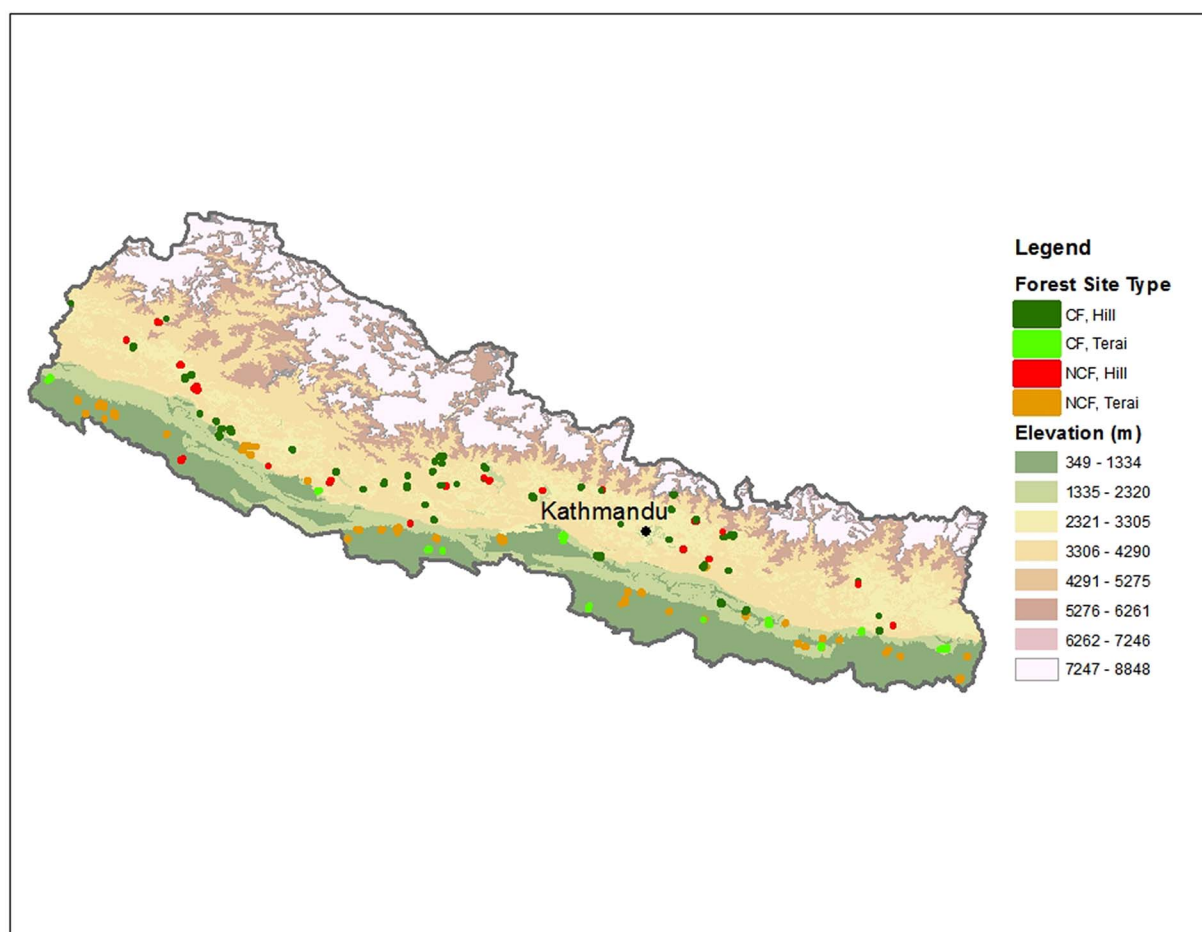 Kathmandu
Legend
Forest Site Type
CF, Hill
CF, Terai
NCF, Hill
NCF, Terai
Elevation (m)
349 - 1334
1335 - 2320
2321 - 3305
3306 - 4290
4291 - 5275
5276 - 6261
6262 - 7246
7247 - 8848